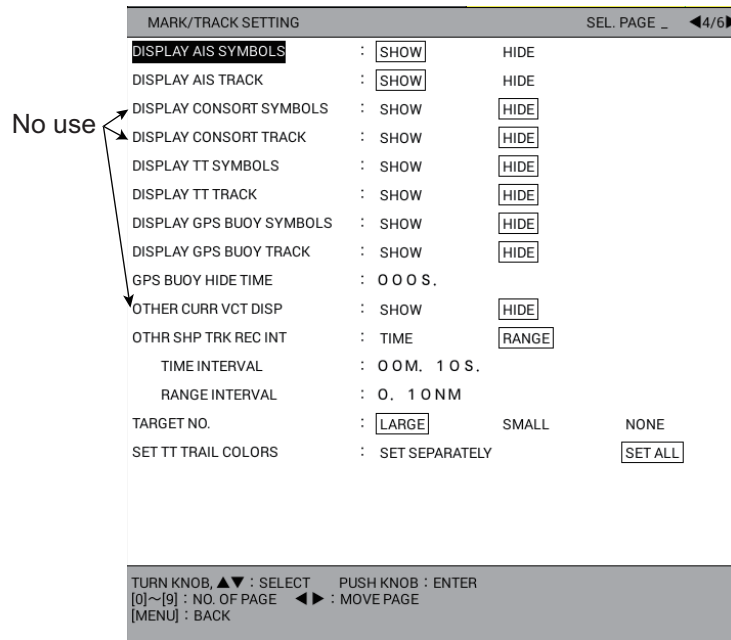 MARK/TRACK SETTING SEL. PAGE _ ◀4/6▶
DISPLAY AIS SYMBOLS : SHOW HIDE
DISPLAY AIS TRACK : SHOW HIDE
No use
DISPLAY CONSORT SYMBOLS : SHOW HIDE
DISPLAY CONSORT TRACK : SHOW HIDE
DISPLAY TT SYMBOLS : SHOW HIDE
DISPLAY TT TRACK : SHOW HIDE
DISPLAY GPS BUOY SYMBOLS : SHOW HIDE
DISPLAY GPS BUOY TRACK : SHOW HIDE
GPS BUOY HIDE TIME : 000S.
OTHER CURR VCT DISP : SHOW HIDE
OTHR SHP TRK REC INT : TIME RANGE
TIME INTERVAL : 00M. 10S.
RANGE INTERVAL : 0. 10NM
TARGET NO. : LARGE SMALL NONE
SET TT TRAIL COLORS : SET SEPARATELY SET ALL
TURN KNOB, ▲▼ : SELECT PUSH KNOB : ENTER
[0]~[9] : NO. OF PAGE ◀ ▶ : MOVE PAGE
[MENU] : BACK